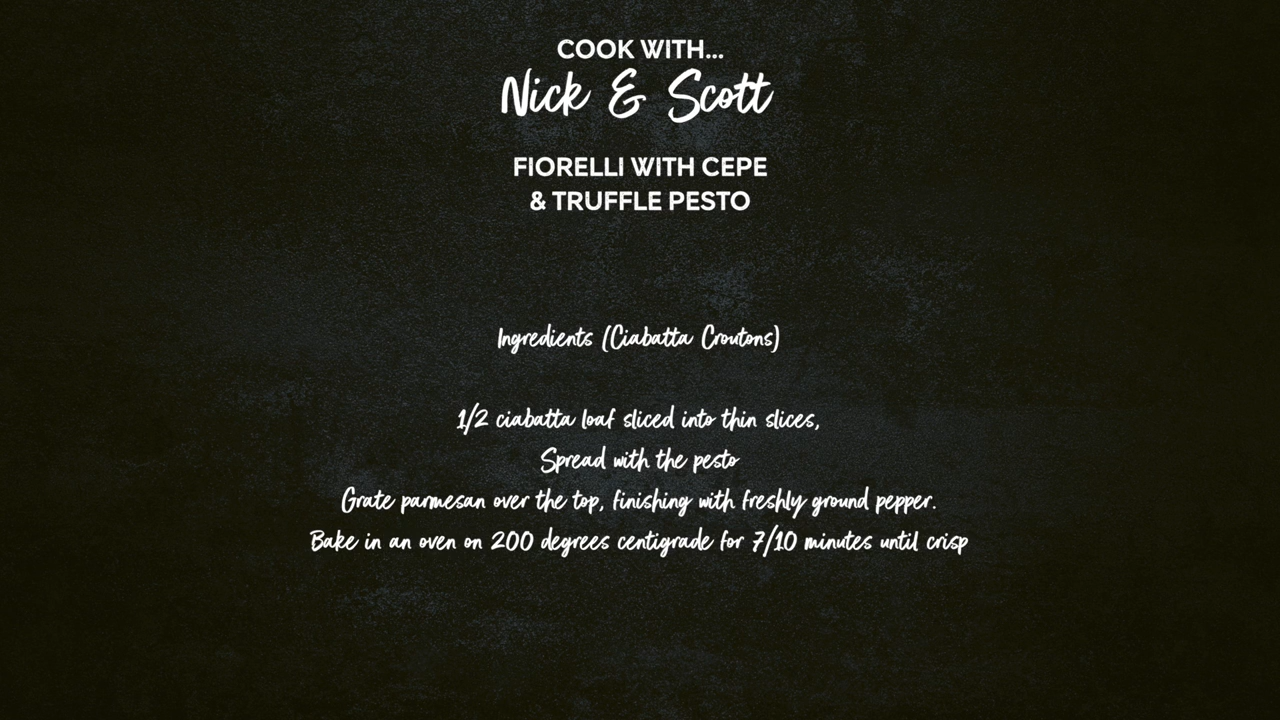 COOK WITH...
Nick & Scott
FIORELLI WITH CEPE
& TRUFFLE PESTO
Ingredients (Ciabatta Croutons)
1/2 ciabatta loaf sliced into thin slices,
Spread with the pesto
Grate parmesan over the top, finishing with freshly ground pepper.
Bake in an oven on 200 degrees centigrade for 7/10 minutes until crisp